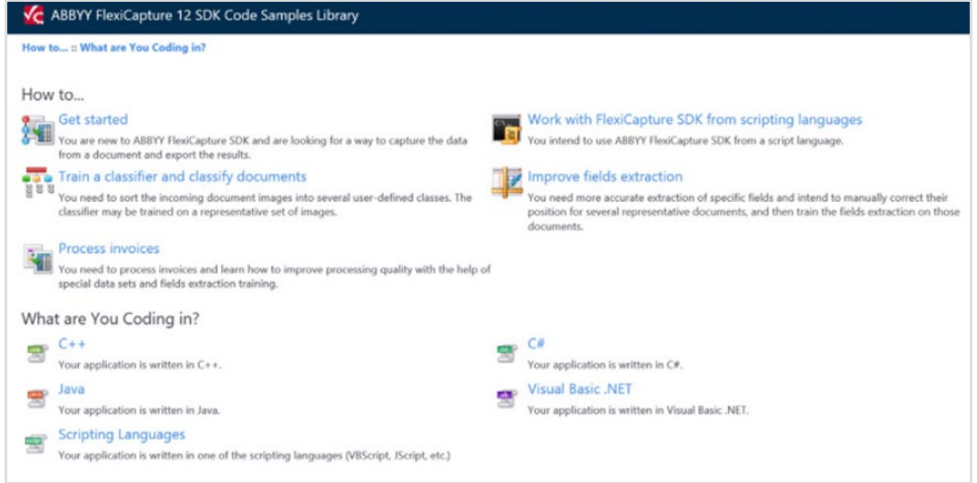 ABBYY FlexiCapture 12 SDK Code Samples Library
How to... :: What are You Coding in?
How to...
Get started
You are new to ABBYY FlexiCapture SDK and are looking for a way to capture the data
from a document and export the results.
Work with FlexiCapture SDK from scripting languages
You intend to use ABBYY FlexiCapture SDK from a script language.
Train a classifier and classify documents
You need to sort the incoming document images into several user-defined classes. The
classifier may be trained on a representative set of images.
Improve fields extraction
You need more accurate extraction of specific fields and intend to manually correct their
position for several representative documents, and then train the fields extraction on those
documents.
Process invoices
You need to process invoices and learn how to improve processing quality with the help of
special data sets and fields extraction training.
What are You Coding in?
C++
Your application is written in C++.
C#
Your application is written in C#.
Java
Your application is written in Java.
Visual Basic .NET
Your application is written in Visual Basic .NET.
Scripting Languages
Your application is written in one of the scripting languages (VBScript, JScript, etc.)